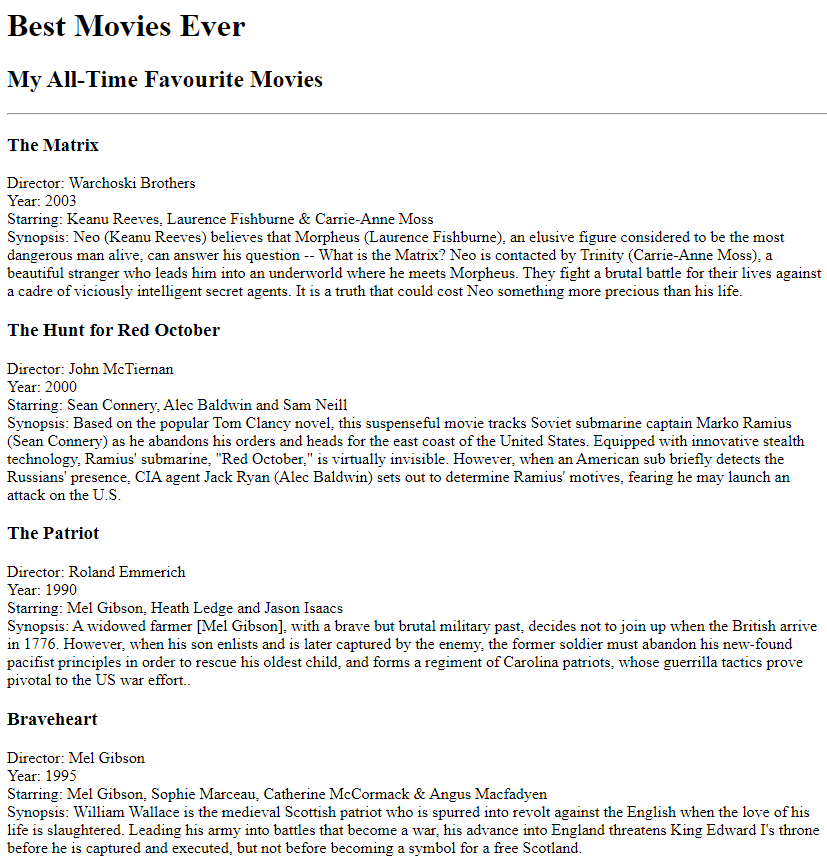 Best Movies Ever
My All-Time Favourite Movies
The Matrix
Director: Warchoski Brothers
Year: 2003
Starring: Keanu Reeves, Laurence Fishburne & Carrie-Anne Moss
Synopsis: Neo (Keanu Reeves) believes that Morpheus (Laurence Fishburne), an elusive figure considered to be the most
dangerous man alive, can answer his question -- What is the Matrix? Neo is contacted by Trinity (Carrie-Anne Moss), a
beautiful stranger who leads him into an underworld where he meets Morpheus. They fight a brutal battle for their lives against
a cadre of viciously intelligent secret agents. It is a truth that could cost Neo something more precious than his life.
The Hunt for Red October
Director: John McTiernan
Year: 2000
Starring: Sean Connery, Alec Baldwin and Sam Neill
Synopsis: Based on the popular Tom Clancy novel, this suspenseful movie tracks Soviet submarine captain Marko Ramius
(Sean Connery) as he abandons his orders and heads for the east coast of the United States. Equipped with innovative stealth
technology, Ramius' submarine, "Red October," is virtually invisible. However, when an American sub briefly detects the
Russians' presence, CIA agent Jack Ryan (Alec Baldwin) sets out to determine Ramius' motives, fearing he may launch an
attack on the U.S.
The Patriot
Director: Roland Emmerich
Year: 1990
Starring: Mel Gibson, Heath Ledge and Jason Isaacs
Synopsis: A widowed farmer [Mel Gibson], with a brave but brutal military past, decides not to join up when the British arrive
in 1776. However, when his son enlists and is later captured by the enemy, the former soldier must abandon his new-found
pacifist principles in order to rescue his oldest child, and forms a regiment of Carolina patriots, whose guerrilla tactics prove
pivotal to the US war effort..
Braveheart
Director: Mel Gibson
Year: 1995
Starring: Mel Gibson, Sophie Marceau, Catherine McCormack & Angus Macfadyen
Synopsis: William Wallace is the medieval Scottish patriot who is spurred into revolt against the English when the love of his
life is slaughtered. Leading his army into battles that become a war, his advance into England threatens King Edward I's throne
before he is captured and executed, but not before becoming a symbol for a free Scotland.